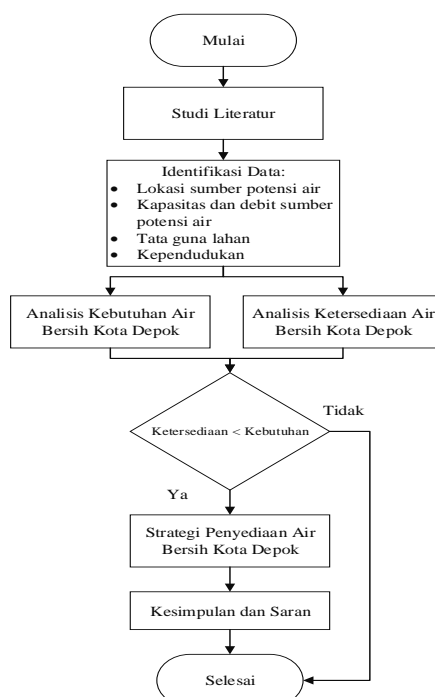 Mulai
Studi Literatur
Identifikasi Data:
• Lokasi sumber potensi air
• Kapasitas dan debit sumber
potensi air
• Tata guna lahan
• Kependudukan
Analisis Kebutuhan Air
Bersih Kota Depok
Analisis Ketersediaan Air
Bersih Kota Depok
Ketersediaan < Kebutuhan
Tidak
Ya
Strategi Penyediaan Air
Bersih Kota Depok
Kesimpulan dan Saran
Selesai